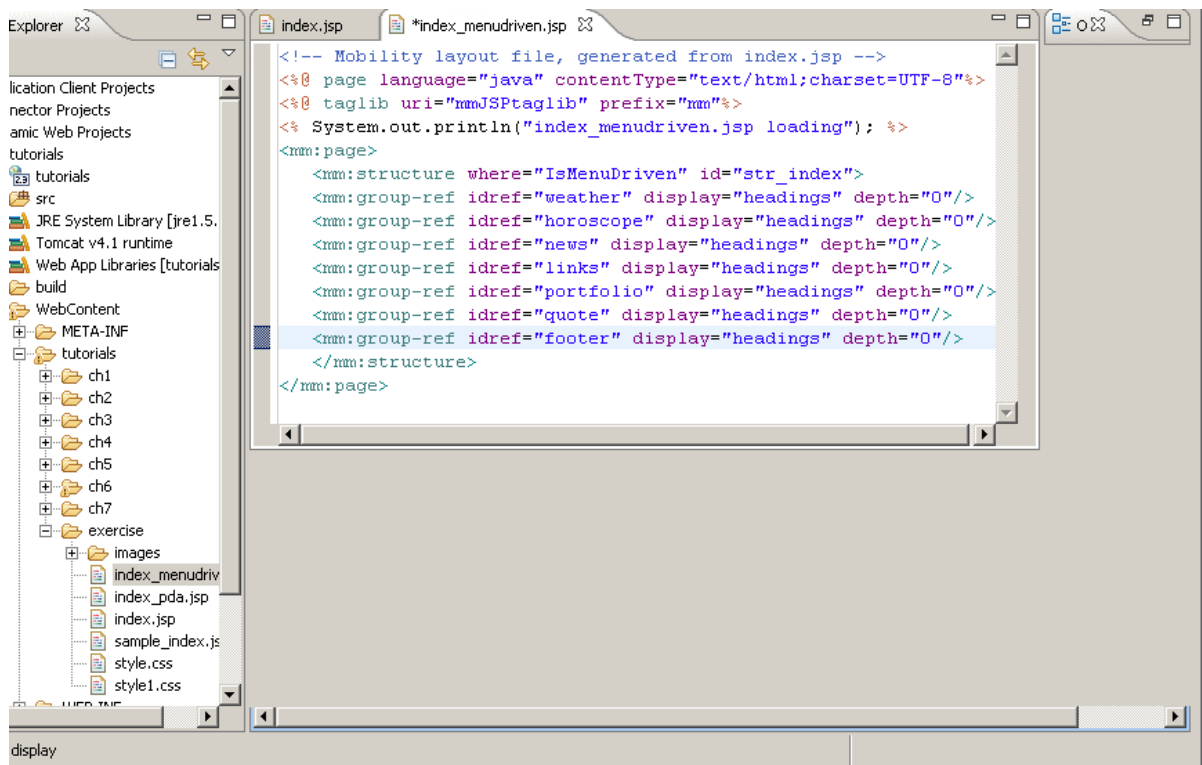 Explorer
index.jsp
*index_menudriven.jsp
o
lication Client Projects
nector Projects
amic Web Projects
tutorials
tutorials
src
JRE System Library [jre1.5.
Tomcat v4.1 runtime
Web App Libraries [tutorials
build
WebContent
META-INF
tutorials
ch1
ch2
ch3
ch4
ch5
ch6
ch7
exercise
images
index_menudriv
index_pda.jsp
index.jsp
sample_index.js
style.css
style1.css
WEB-INF
<!-- Mobility layout file, generated from index.jsp -->
<%@ page language="java" contentType="text/html;charset=UTF-8"%>
<%@ taglib uri="mmJSPtaglib" prefix="mm"%>
<% System.out.println("index_menudriven.jsp loading"); %>
<mm:page>
<mm:structure where="IsMenuDriven" id="str_index">
<mm:group-ref idref="weather" display="headings" depth="0"/>
<mm:group-ref idref="horoscope" display="headings" depth="0"/>
<mm:group-ref idref="news" display="headings" depth="0"/>
<mm:group-ref idref="links" display="headings" depth="0"/>
<mm:group-ref idref="portfolio" display="headings" depth="0"/>
<mm:group-ref idref="quote" display="headings" depth="0"/>
<mm:group-ref idref="footer" display="headings" depth="0"/>
</mm:structure>
</mm:page>
display